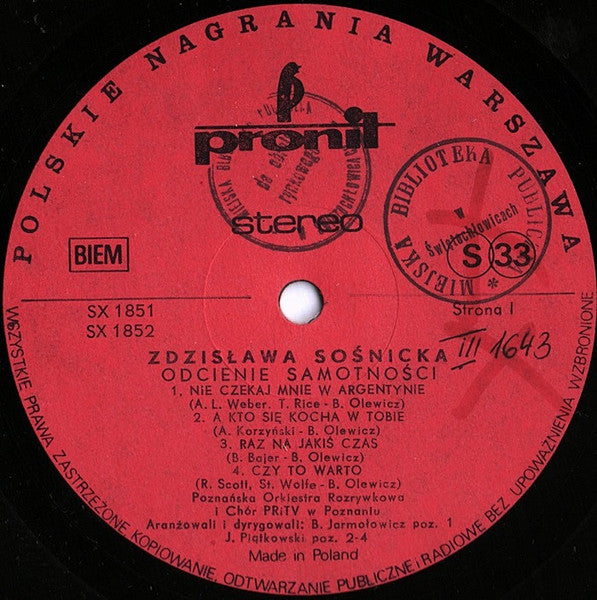 POLSKIE NAGRANIA WARSZAWA
pronit
stereo
MIEJSKA BIBLIOTEKA PUBLICZNA
w
Świętochłowicach
BIEM
S 33
SX 1851
SX 1852
Strona I
III 1643
ZDZISŁAWA SOŚNICKA
ODCIENIE SAMOTNOŚCI
1. NIE CZEKAJ MNIE W ARGENTYNIE
(A. L. Weber, T. Rice - B. Olewicz)
2. A KTO SIĘ KOCHA W TOBIE
(A. Korzyński - B. Olewicz)
3. RAZ NA JAKIŚ CZAS
(B. Bajer - B. Olewicz)
4. CZY TO WARTO
(R. Scott, St. Wolfe - B. Olewicz)
Poznańska Orkiestra Rozrywkowa
i Chór PRiTV w Poznaniu
Aranżowali i dyrygowali: B. Jarmołowicz poz. 1
J. Piątkowski poz. 2-4
Made in Poland
WSZYSTKIE PRAWA ZASTRZEŻONE KOPIOWANIE, ODTWARZANIE PUBLICZNE i RADIOWE BEZ UPOWAŻNIENIA WZBRONIONE